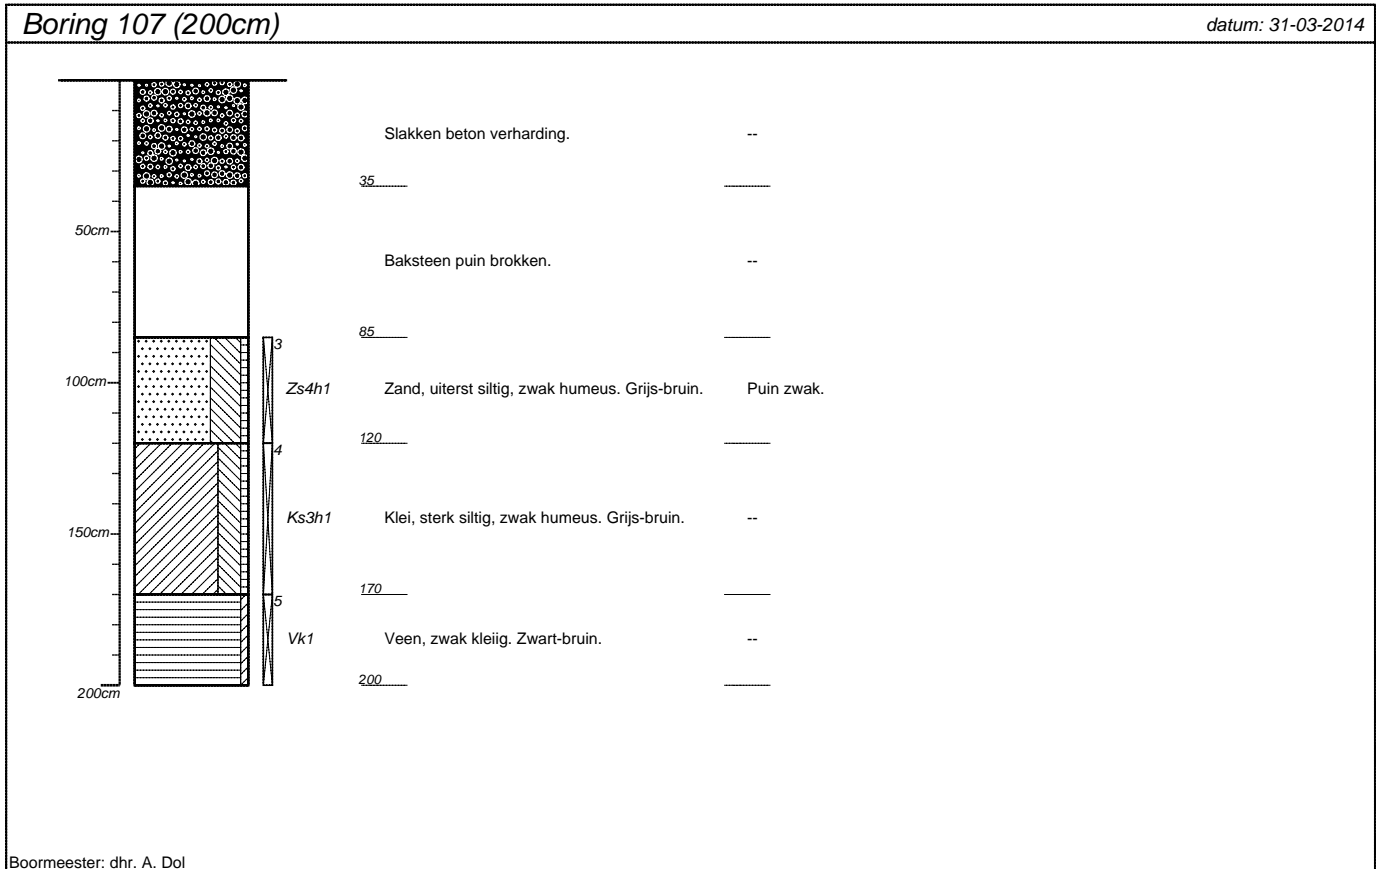 Boring 107 (200cm)
datum: 31-03-2014
Slakken beton verharding. --
35
50cm
Baksteen puin brokken. --
85
3
100cm Zs4h1 Zand, uiterst siltig, zwak humeus. Grijs-bruin. Puin zwak.
120
4
Ks3h1 Klei, sterk siltig, zwak humeus. Grijs-bruin. --
150cm
170
5
Vk1 Veen, zwak kleiig. Zwart-bruin. --
200
200cm
Boormeester: dhr. A. Dol